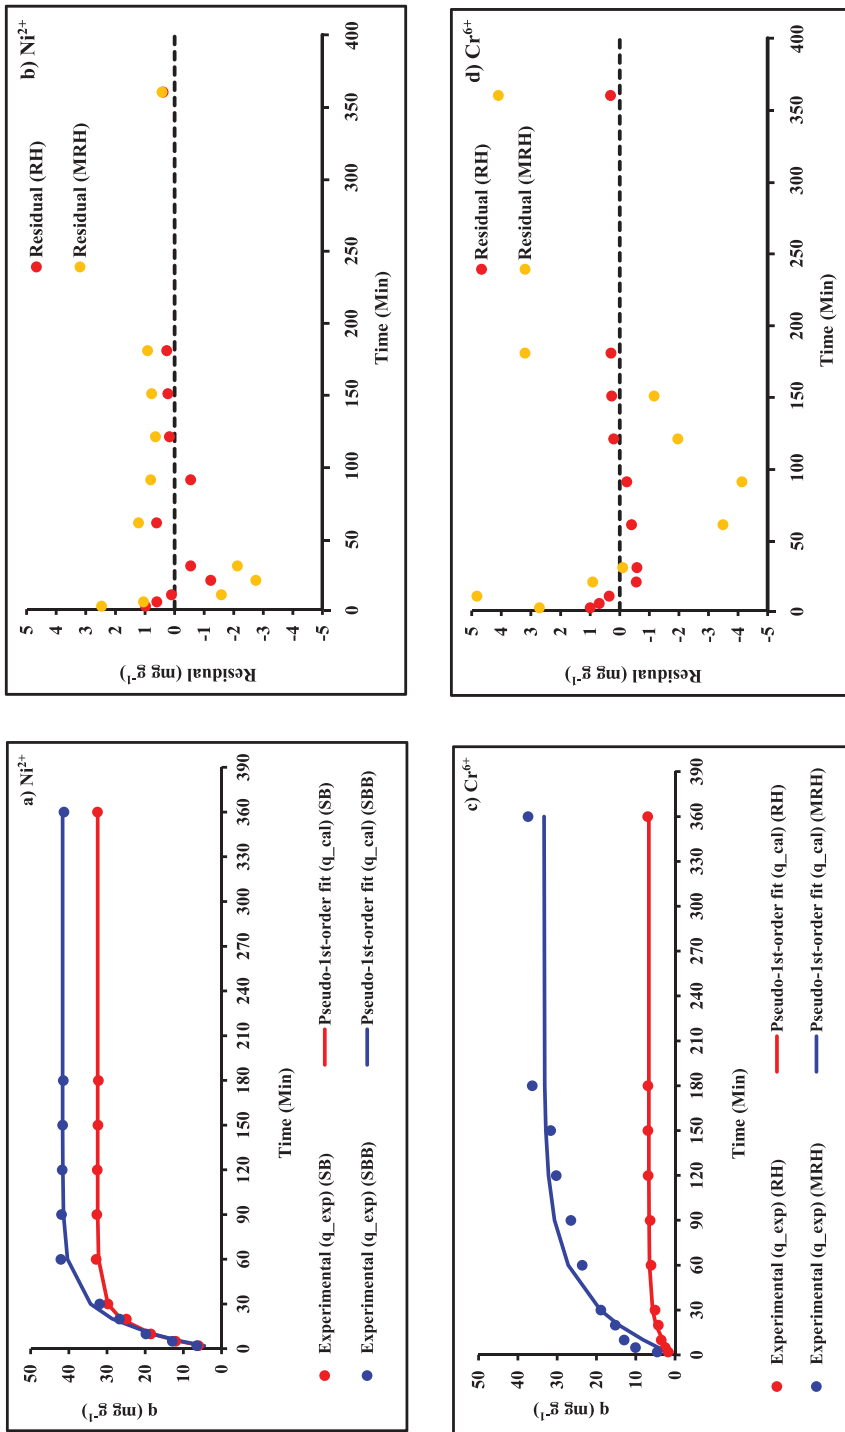 a) Ni²⁺
q (mg g⁻¹)
50
40
30
20
10
0
0 30 60 90 120 150 180 210 240 270 300 330 360 390
Time (Min)
Experimental (q_exp) (SB)
Pseudo-1st-order fit (q_cal) (SB)
Experimental (q_exp) (SBB)
Pseudo-1st-order fit (q_cal) (SBB)
b) Ni²⁺
Residual (mg g⁻¹)
5
4
3
2
1
0
-1
-2
-3
-4
-5
0 50 100 150 200 250 300 350 400
Time (Min)
Residual (RH)
Residual (MRH)
c) Cr⁶⁺
q (mg g⁻¹)
50
40
30
20
10
0
0 30 60 90 120 150 180 210 240 270 300 330 360 390
Time (Min)
Experimental (q_exp) (RH)
Pseudo-1st-order fit (q_cal) (RH)
Experimental (q_exp) (MRH)
Pseudo-1st-order fit (q_cal) (MRH)
d) Cr⁶⁺
Residual (mg g⁻¹)
5
4
3
2
1
0
-1
-2
-3
-4
-5
0 50 100 150 200 250 300 350 400
Time (Min)
Residual (RH)
Residual (MRH)